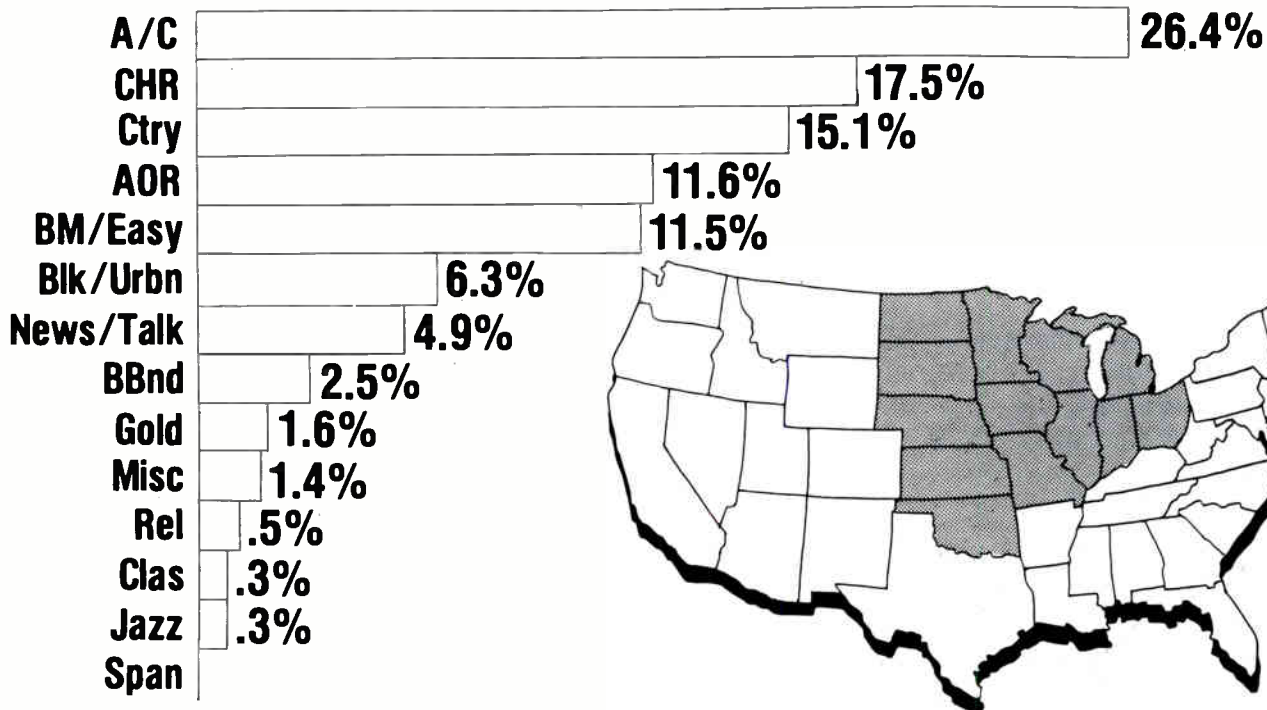 A/C 26.4%
CHR 17.5%
Ctry 15.1%
AOR 11.6%
BM/Easy 11.5%
Blk/Urbn 6.3%
News/Talk 4.9%
BBnd 2.5%
Gold 1.6%
Misc 1.4%
Rel .5%
Clas .3%
Jazz .3%
Span